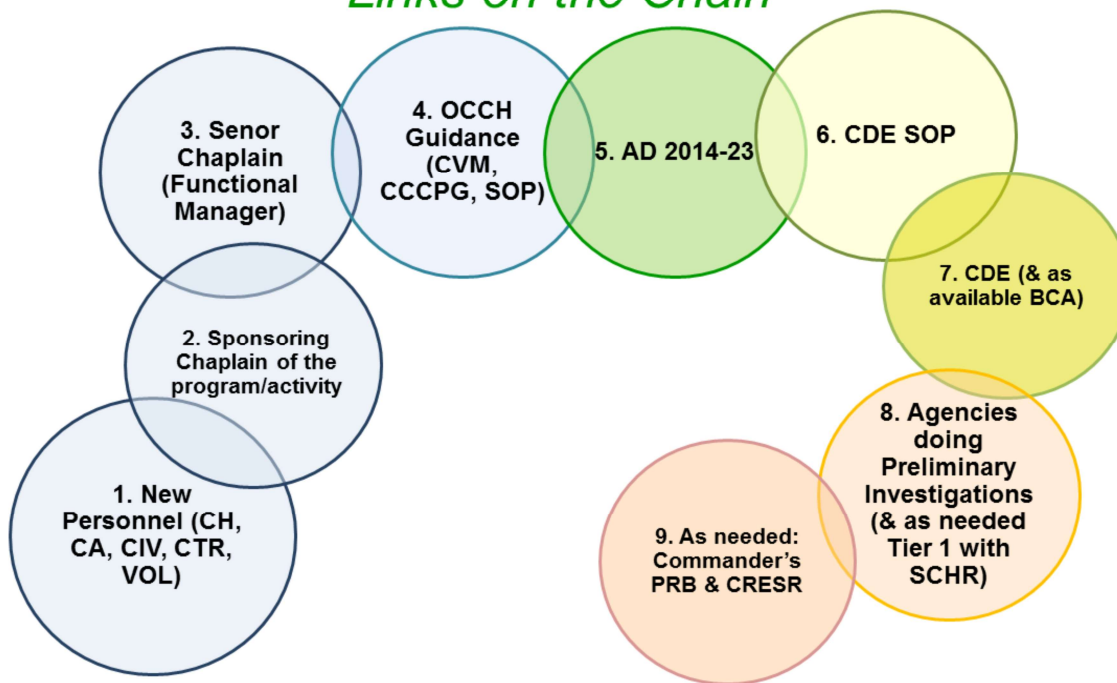 Links on the Chain
3. Senor
Chaplain
(Functional
Manager)
4. OCCH
Guidance
(CVM,
CCCPG, SOP)
5. AD 2014-23
6. CDE SOP
7. CDE (& as
available BCA)
2. Sponsoring
Chaplain of the
program/activity
1. New
Personnel (CH,
CA, CIV, CTR,
VOL)
8. Agencies
doing
Preliminary
Investigations
(& as needed
Tier 1 with
SCHR)
9. As needed:
Commander's
PRB & CRESR